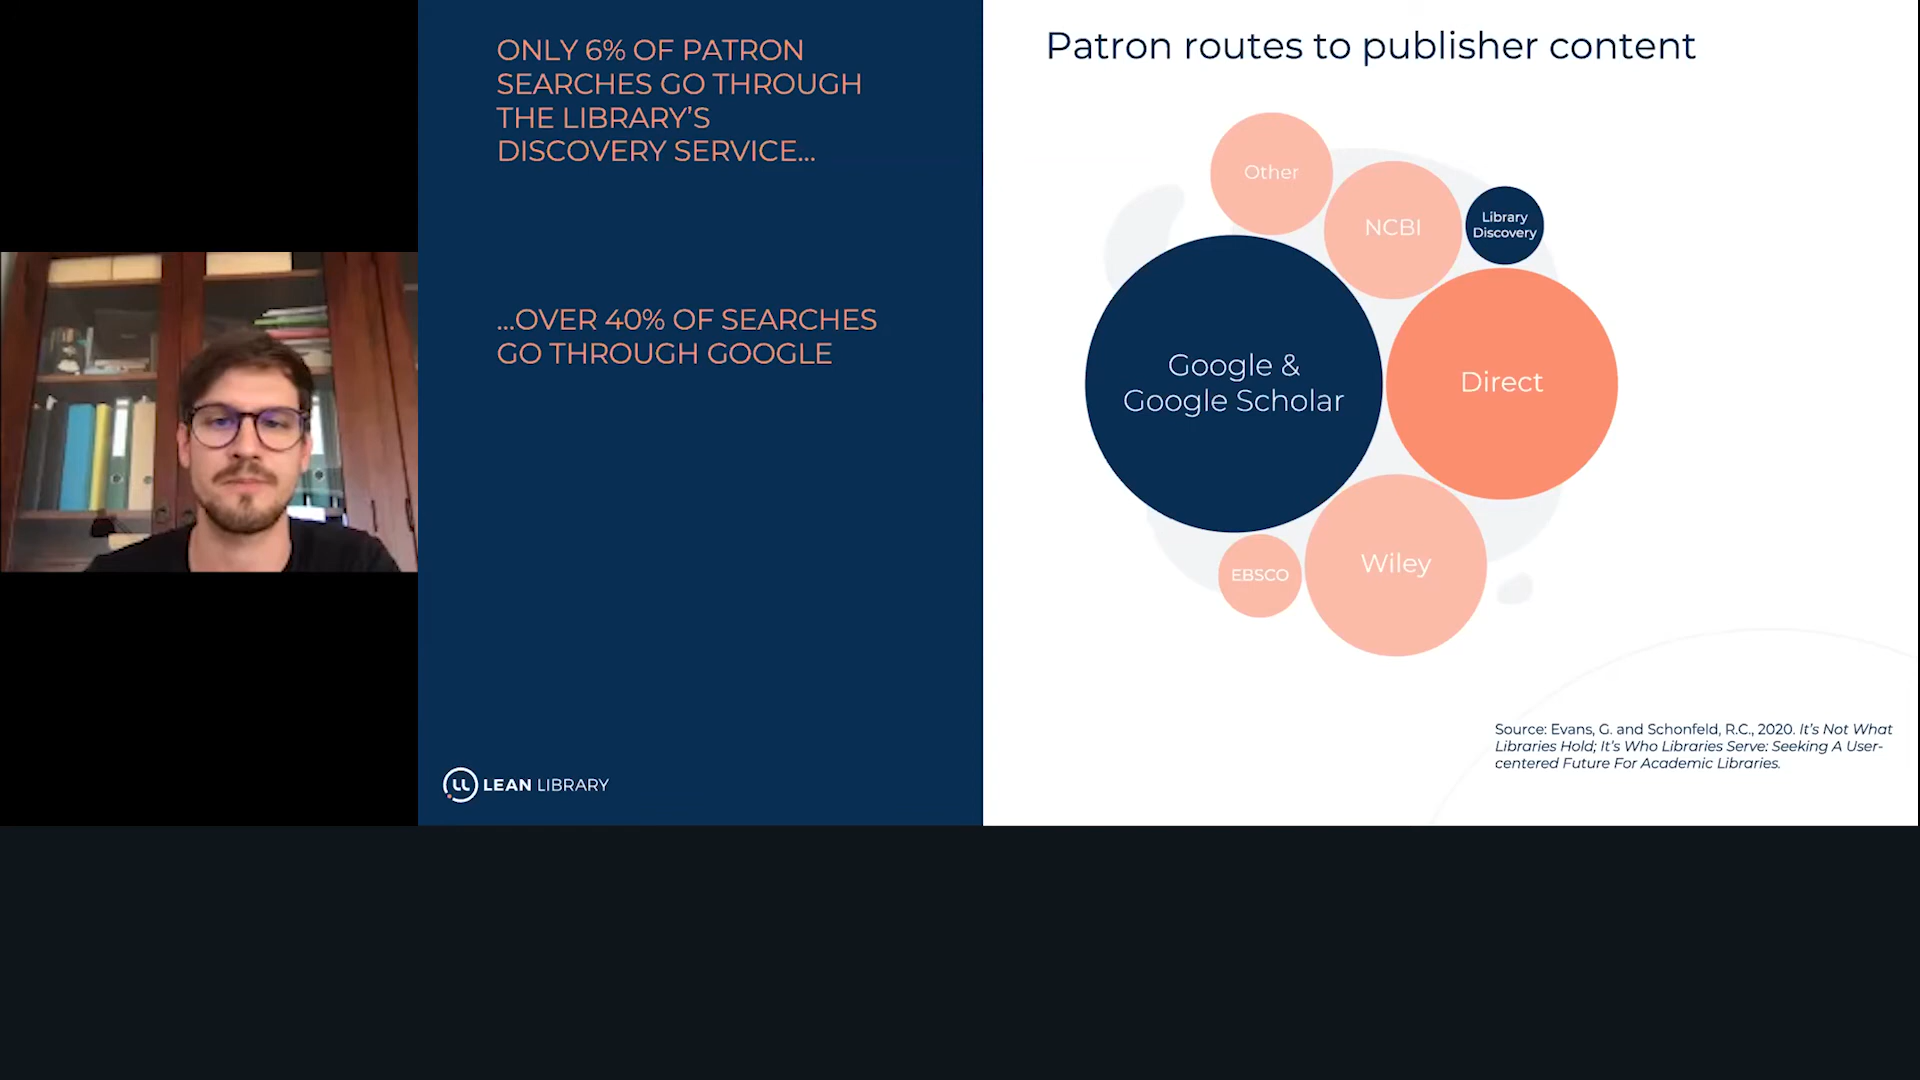 ONLY 6% OF PATRON
SEARCHES GO THROUGH
THE LIBRARY'S
DISCOVERY SERVICE...
...OVER 40% OF SEARCHES
GO THROUGH GOOGLE
LL LEAN LIBRARY
Patron routes to publisher content
Other
NCBI
Library
Discovery
Google &
Google Scholar
Direct
EBSCO
Wiley
Source: Evans, G. and Schonfeld, R.C., 2020. It's Not What
Libraries Hold; It's Who Libraries Serve: Seeking A User-
centered Future For Academic Libraries.